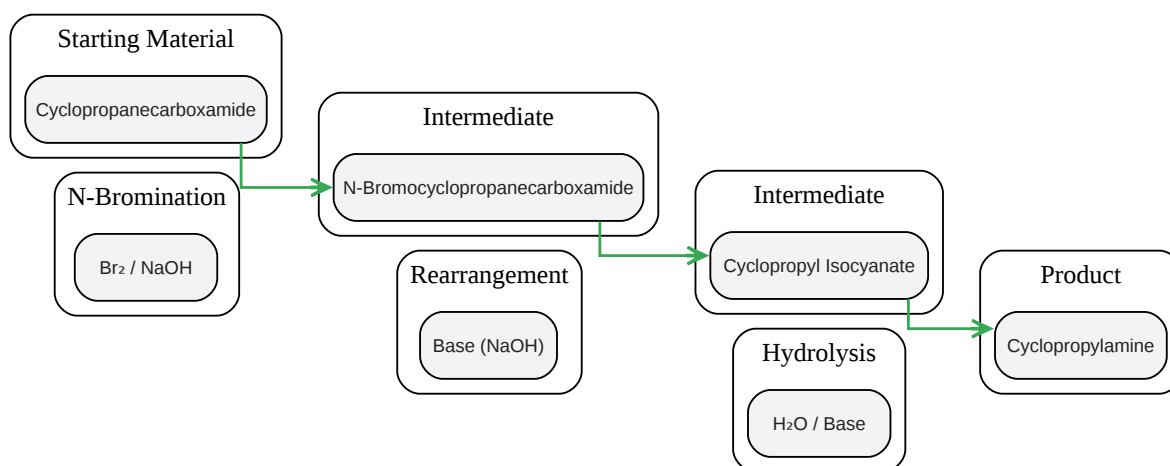 Starting Material
Cyclopropanecarboxamide
N-Bromination
Br₂ / NaOH
Intermediate
N-Bromocyclopropanecarboxamide
Rearrangement
Base (NaOH)
Intermediate
Cyclopropyl Isocyanate
Hydrolysis
H₂O / Base
Product
Cyclopropylamine